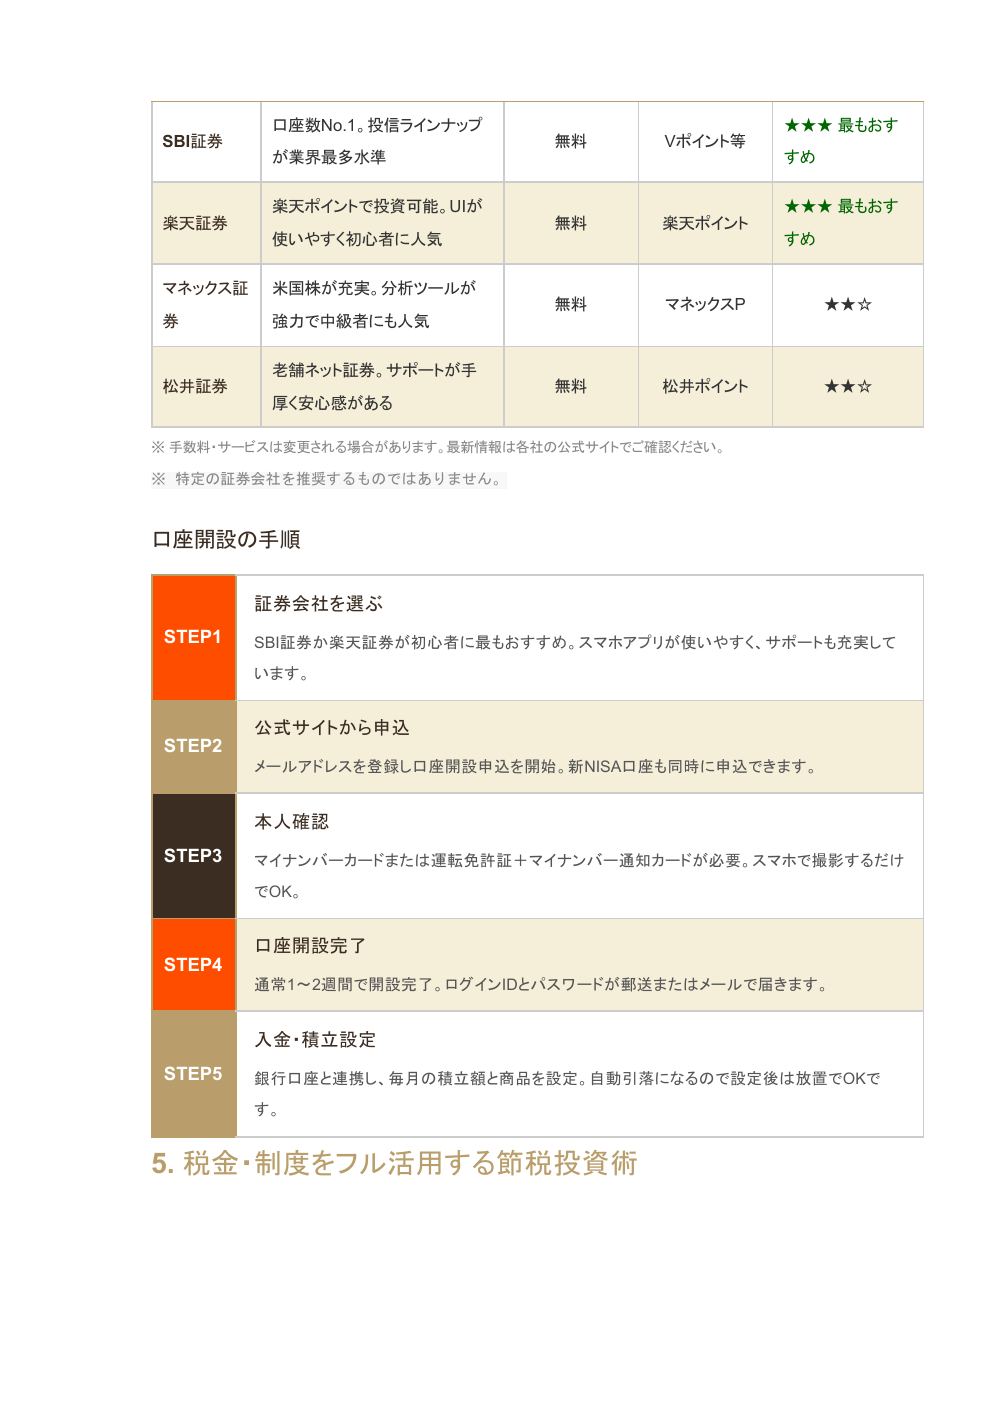 SBI証券
口座数No.1。投信ラインナップ
が業界最多水準
無料
Vポイント等
★★★ 最もおす
すめ
楽天証券
楽天ポイントで投資可能。UIが
使いやすく初心者に人気
無料
楽天ポイント
★★★ 最もおす
すめ
マネックス証
券
米国株が充実。分析ツールが
強力で中級者にも人気
無料
マネックスP
★★☆
松井証券
老舗ネット証券。サポートが手
厚く安心感がある
無料
松井ポイント
★★☆
※ 手数料・サービスは変更される場合があります。最新情報は各社の公式サイトでご確認ください。
※ 特定の証券会社を推奨するものではありません。
口座開設の手順
STEP1
証券会社を選ぶ
SBI証券か楽天証券が初心者に最もおすすめ。スマホアプリが使いやすく、サポートも充実して
います。
STEP2
公式サイトから申込
メールアドレスを登録し口座開設申込を開始。新NISA口座も同時に申込できます。
STEP3
本人確認
マイナンバーカードまたは運転免許証＋マイナンバー通知カードが必要。スマホで撮影するだけ
でOK。
STEP4
口座開設完了
通常1〜2週間で開設完了。ログインIDとパスワードが郵送またはメールで届きます。
STEP5
入金・積立設定
銀行口座と連携し、毎月の積立額と商品を設定。自動引落になるので設定後は放置でOKで
す。
5. 税金・制度をフル活用する節税投資術